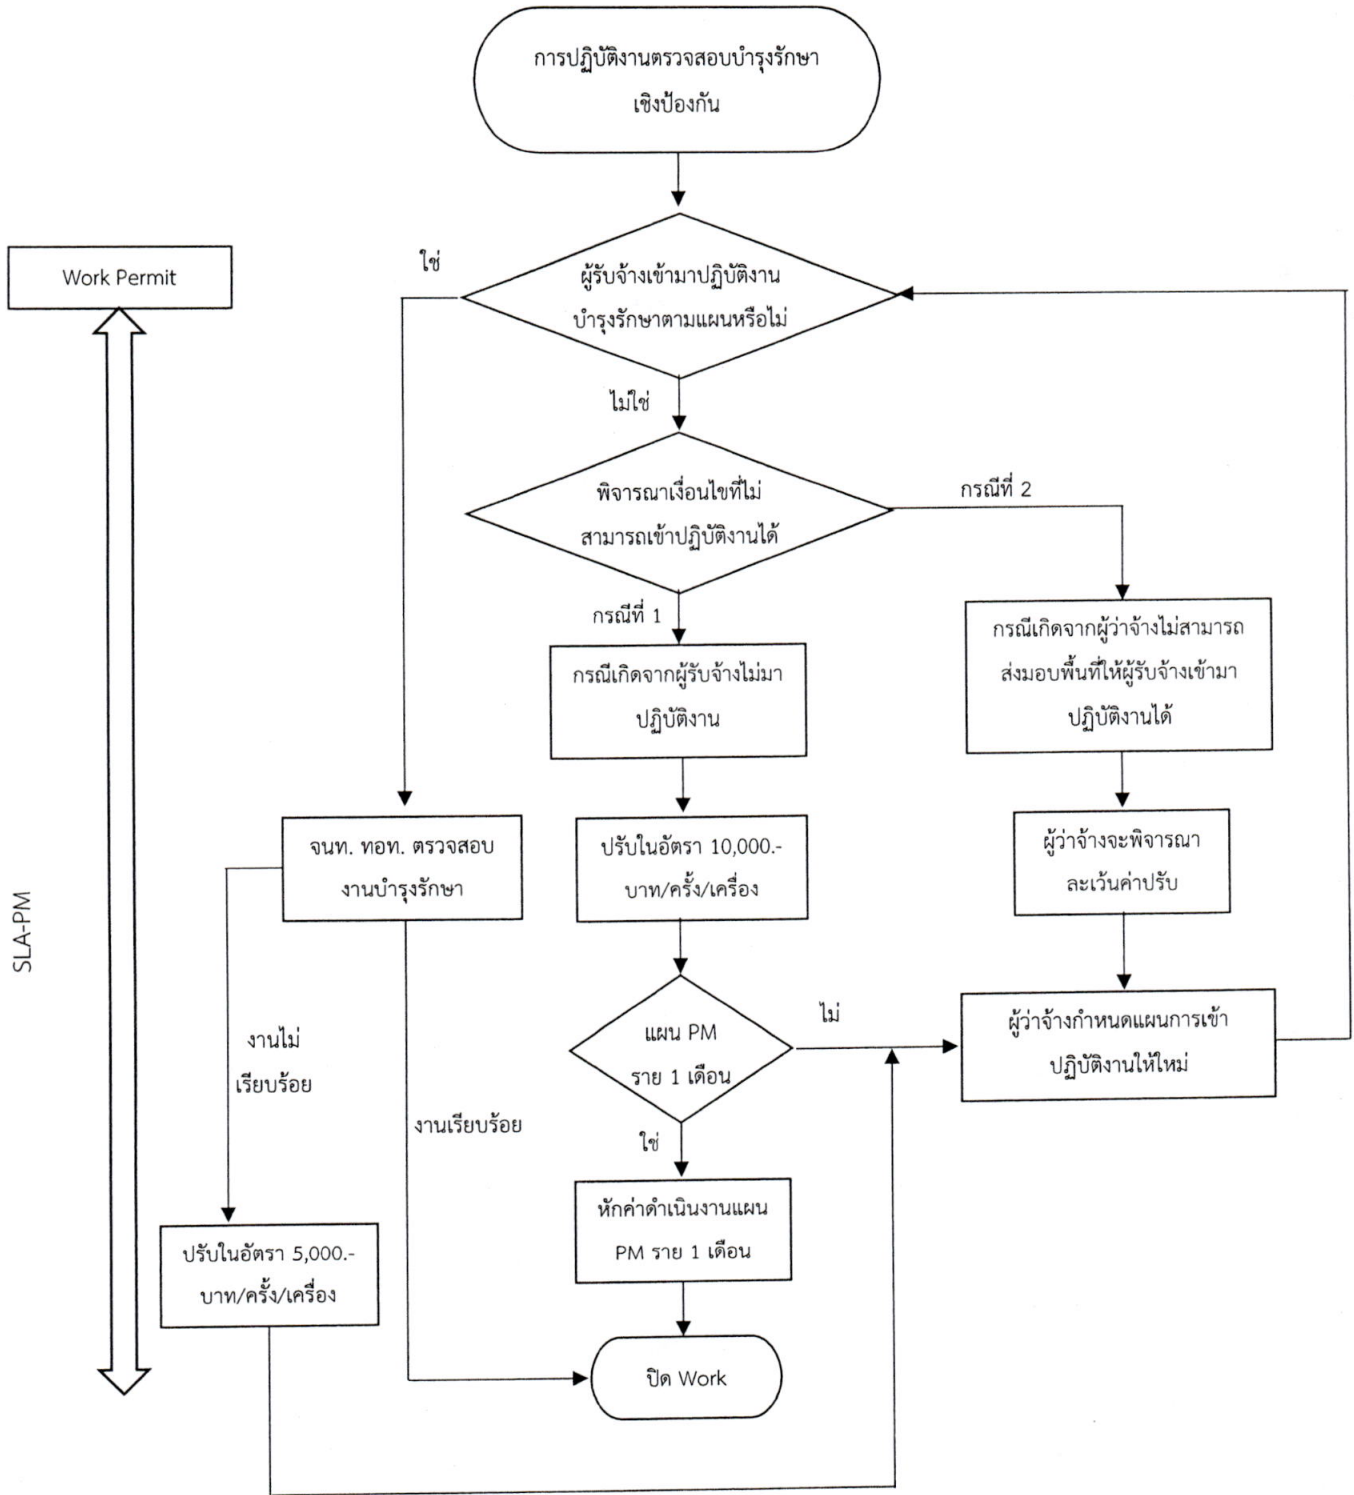 การปฏิบัติงานตรวจสอบบำรุงรักษา
เชิงป้องกัน
Work Permit
ใช่
ผู้รับจ้างเข้ามาปฏิบัติงาน
บำรุงรักษาตามแผนหรือไม่
ไม่ใช่
พิจารณาเงื่อนไขที่ไม่
สามารถเข้าปฏิบัติงานได้
กรณีที่ 2
กรณีที่ 1
กรณีเกิดจากผู้รับจ้างไม่มา
ปฏิบัติงาน
กรณีเกิดจากผู้ว่าจ้างไม่สามารถ
ส่งมอบพื้นที่ให้ผู้รับจ้างเข้ามา
ปฏิบัติงานได้
จนท. ทอท. ตรวจสอบ
งานบำรุงรักษา
ปรับในอัตรา 10,000.-
บาท/ครั้ง/เครื่อง
ผู้ว่าจ้างจะพิจารณา
ละเว้นค่าปรับ
SLA-PM
งานไม่
เรียบร้อย
งานเรียบร้อย
แผน PM
ราย 1 เดือน
ไม่
ผู้ว่าจ้างกำหนดแผนการเข้า
ปฏิบัติงานให้ใหม่
ใช่
หักค่าดำเนินงานแผน
PM ราย 1 เดือน
ปรับในอัตรา 5,000.-
บาท/ครั้ง/เครื่อง
ปิด Work